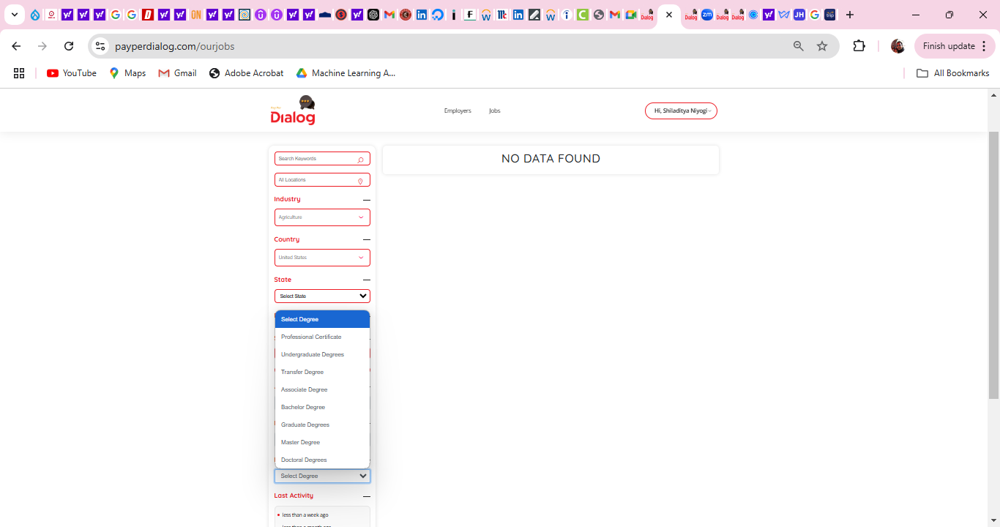 payperdialog.com/ourjobs
Finish update
YouTube
Maps
Gmail
Adobe Acrobat
Machine Learning A...
All Bookmarks
Dialog
Employers
Jobs
Hi, Shiladitya Niyogi
Search Keywords
NO DATA FOUND
All Locations
Industry
Agriculture
Country
United States
State
Select State
Select Degree
Professional Certificate
Undergraduate Degrees
Transfer Degree
Associate Degree
Bachelor Degree
Graduate Degrees
Master Degree
Doctoral Degrees
Select Degree
Last Activity
less than a week ago